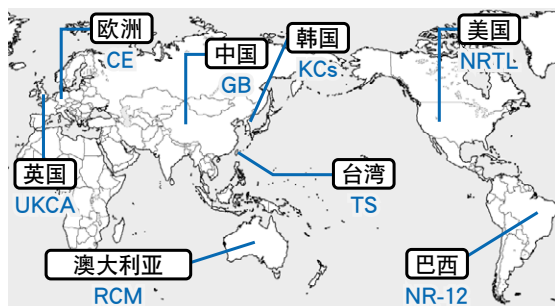 欧洲
CE
中国
GB
韩国
KCs
美国
NRTL
英国
UKCA
台湾
TS
澳大利亚
RCM
巴西
NR-12